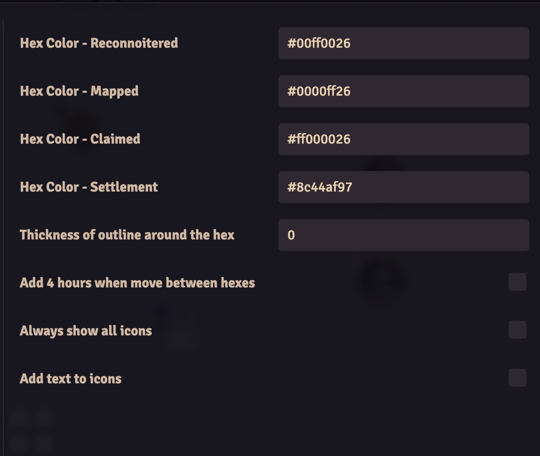 Hex Color - Reconnoitered
#00ff0026
Hex Color - Mapped
#0000ff26
Hex Color - Claimed
#ff000026
Hex Color - Settlement
#8c44af97
Thickness of outline around the hex
0
Add 4 hours when move between hexes
Always show all icons
Add text to icons